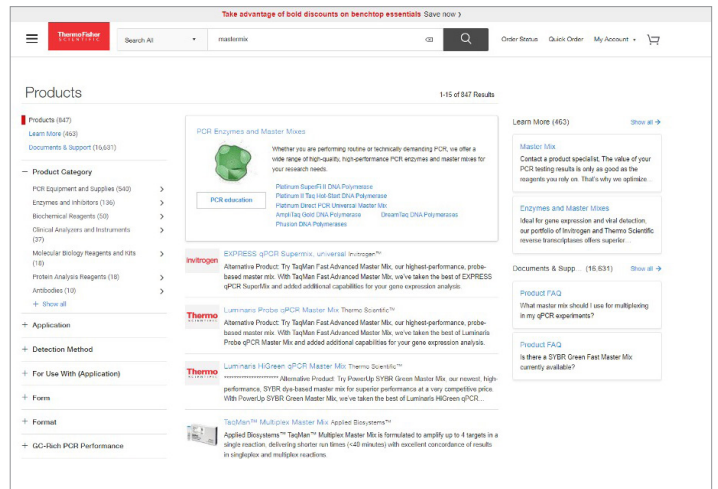 Take advantage of bold discounts on benchtop essentials Save now ›
ThermoFisher
SCIENTIFIC
Search All
mastermix
Order Status
Quick Order
My Account
Products
1-15 of 847 Results
Products (847)
Learn More (463)
Documents & Support (16,631)
− Product Category
PCR Equipment and Supplies (540)
Enzymes and Inhibitors (136)
Biochemical Reagents (50)
Clinical Analyzers and Instruments
(37)
Molecular Biology Reagents and Kits
(18)
Protein Analysis Reagents (18)
Antibodies (10)
+ Show all
+ Application
+ Detection Method
+ For Use With (Application)
+ Form
+ Format
+ GC-Rich PCR Performance
PCR Enzymes and Master Mixes
Whether you are performing routine or technically demanding PCR, we offer a
wide range of high-quality, high-performance PCR enzymes and master mixes for
your research needs.
PCR education
Platinum SuperFi II DNA Polymerase
Platinum II Taq Hot-Start DNA Polymerase
Platinum Direct PCR Universal Master Mix
AmpliTaq Gold DNA Polymerase DreamTaq DNA Polymerases
Phusion DNA Polymerases
invitrogen
EXPRESS qPCR Supermix, universal Invitrogen™
Alternative Product: Try TaqMan Fast Advanced Master Mix, our highest-performance, probe-
based master mix. With TaqMan Fast Advanced Master Mix, we've taken the best of EXPRESS
qPCR SuperMix and added additional capabilities for your gene expression analysis.
Thermo
SCIENTIFIC
Luminaris Probe qPCR Master Mix Thermo Scientific™
Alternative Product: Try TaqMan Fast Advanced Master Mix, our highest-performance, probe-
based master mix. With TaqMan Fast Advanced Master Mix, we've taken the best of Luminaris
Probe qPCR Master Mix and added additional capabilities for your gene expression analysis.
Thermo
SCIENTIFIC
Luminaris HiGreen qPCR Master Mix Thermo Scientific™
********************** Alternative Product: Try PowerUp SYBR Green Master Mix, our newest, high-
performance, SYBR dye-based master mix for superior performance at a very competitive price.
With PowerUp SYBR Green Master Mix, we've taken the best of Luminaris HiGreen qPCR...
TaqMan™ Multiplex Master Mix Applied Biosystems™
Applied Biosystems™ TaqMan™ Multiplex Master Mix is formulated to amplify up to 4 targets in a
single reaction, delivering shorter run times (<40 minutes) with excellent concordance of results
in singleplex and multiplex reactions.
Learn More (463)
Show all →
Master Mix
Contact a product specialist. The value of your
PCR testing results is only as good as the
reagents you rely on. That's why we optimize...
Enzymes and Master Mixes
Ideal for gene expression and viral detection,
our portfolio of Invitrogen and Thermo Scientific
reverse transcriptases offers superior...
Documents & Supp... (16,631)
Show all →
Product FAQ
What master mix should I use for multiplexing
in my qPCR experiments?
Product FAQ
Is there a SYBR Green Fast Master Mix
currently available?